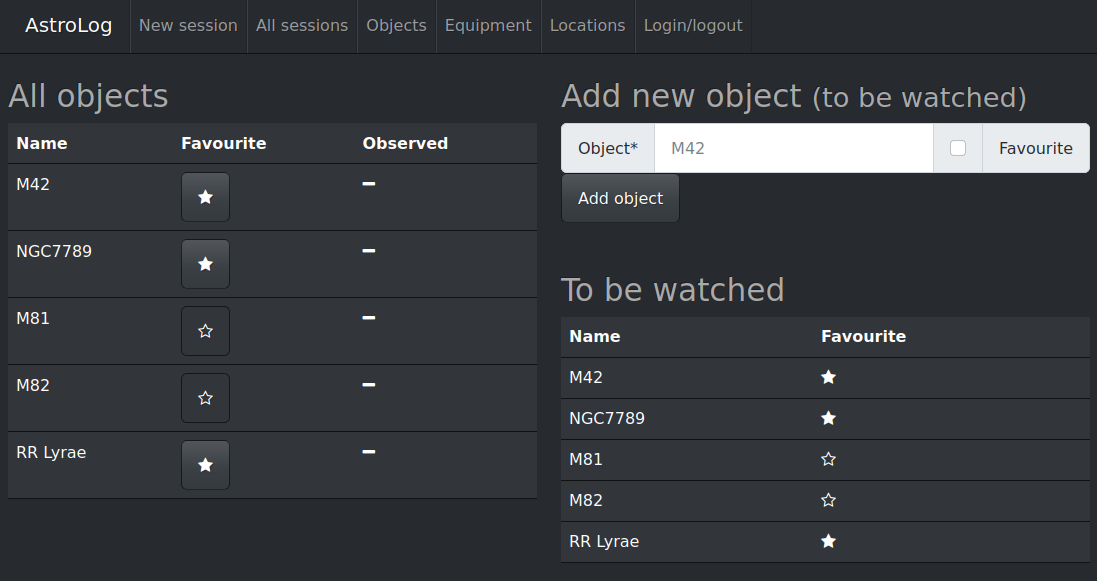 AstroLog New session All sessions Objects Equipment Locations Login/logout
All objects
Name Favourite Observed
M42
NGC7789
M81
M82
RR Lyrae
Add new object (to be watched)
Object* M42 Favourite
Add object
To be watched
Name Favourite
M42
NGC7789
M81
M82
RR Lyrae